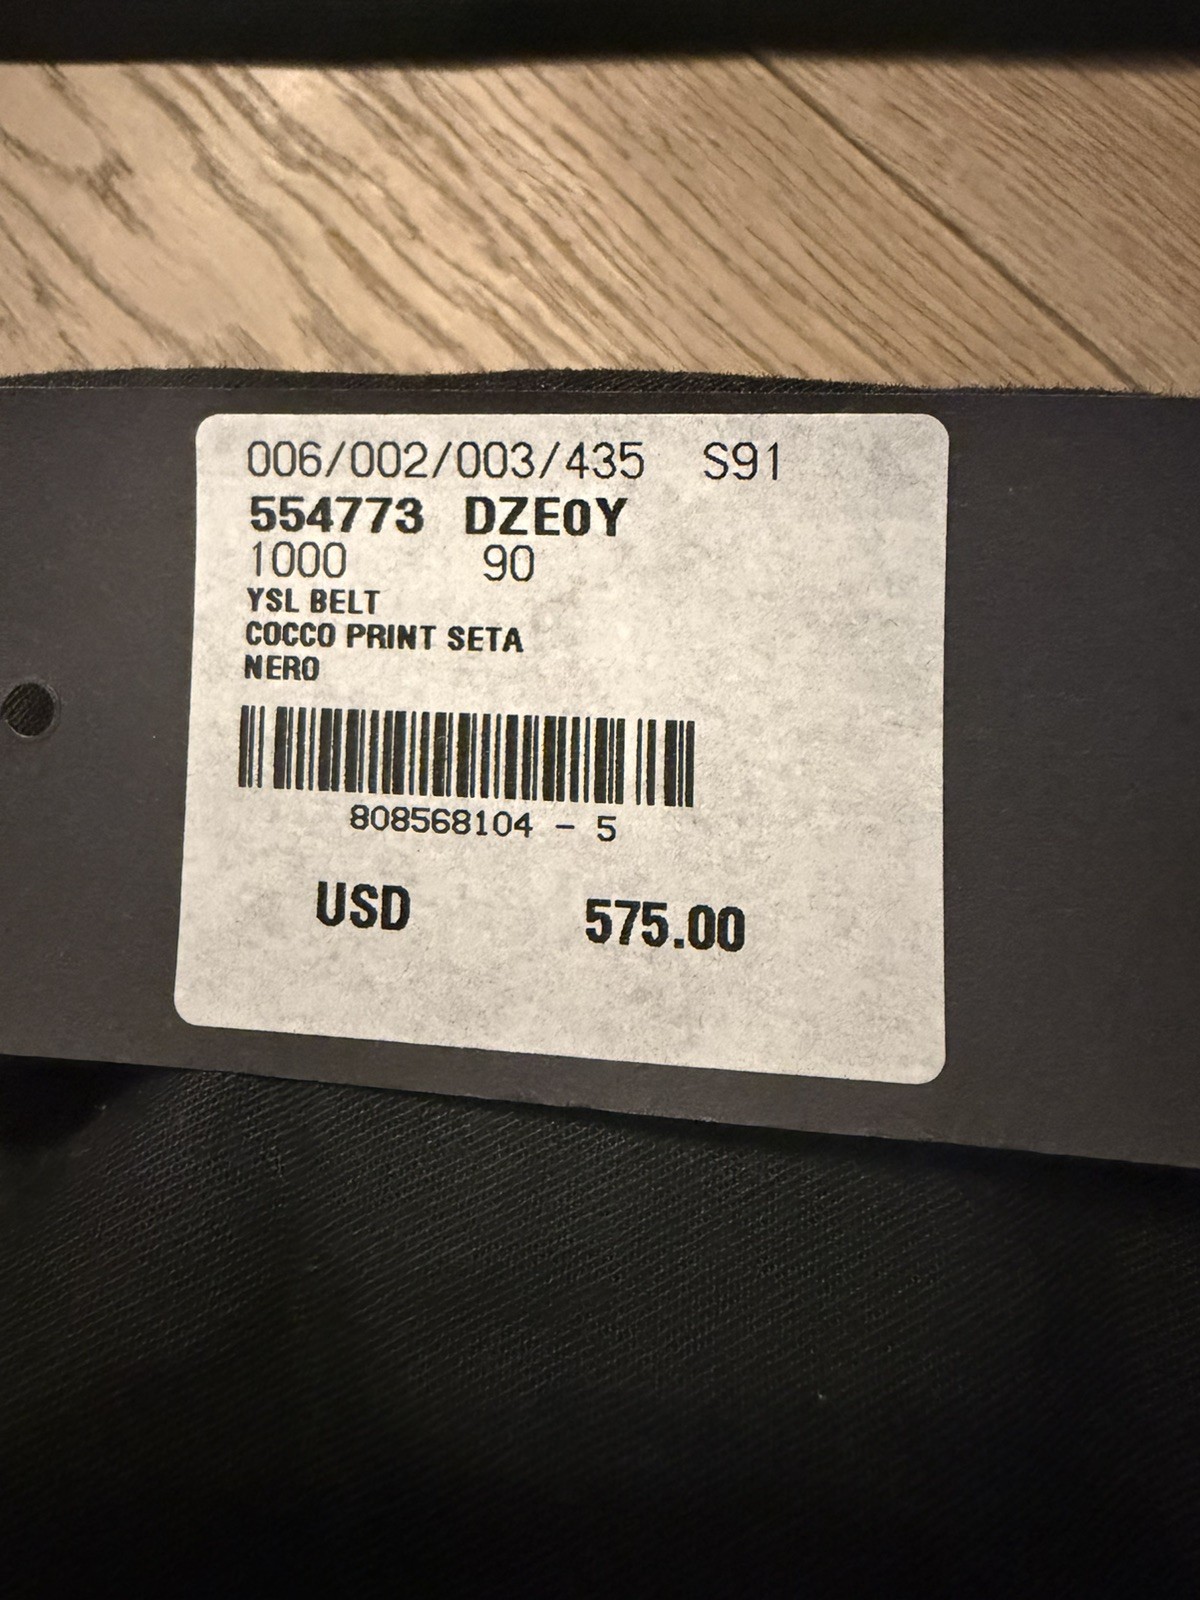 006/002/003/435 S91
554773 DZE0Y
1000 90
YSL BELT
COCCO PRINT SETA
NERO
808568104 - 5
USD 575.00